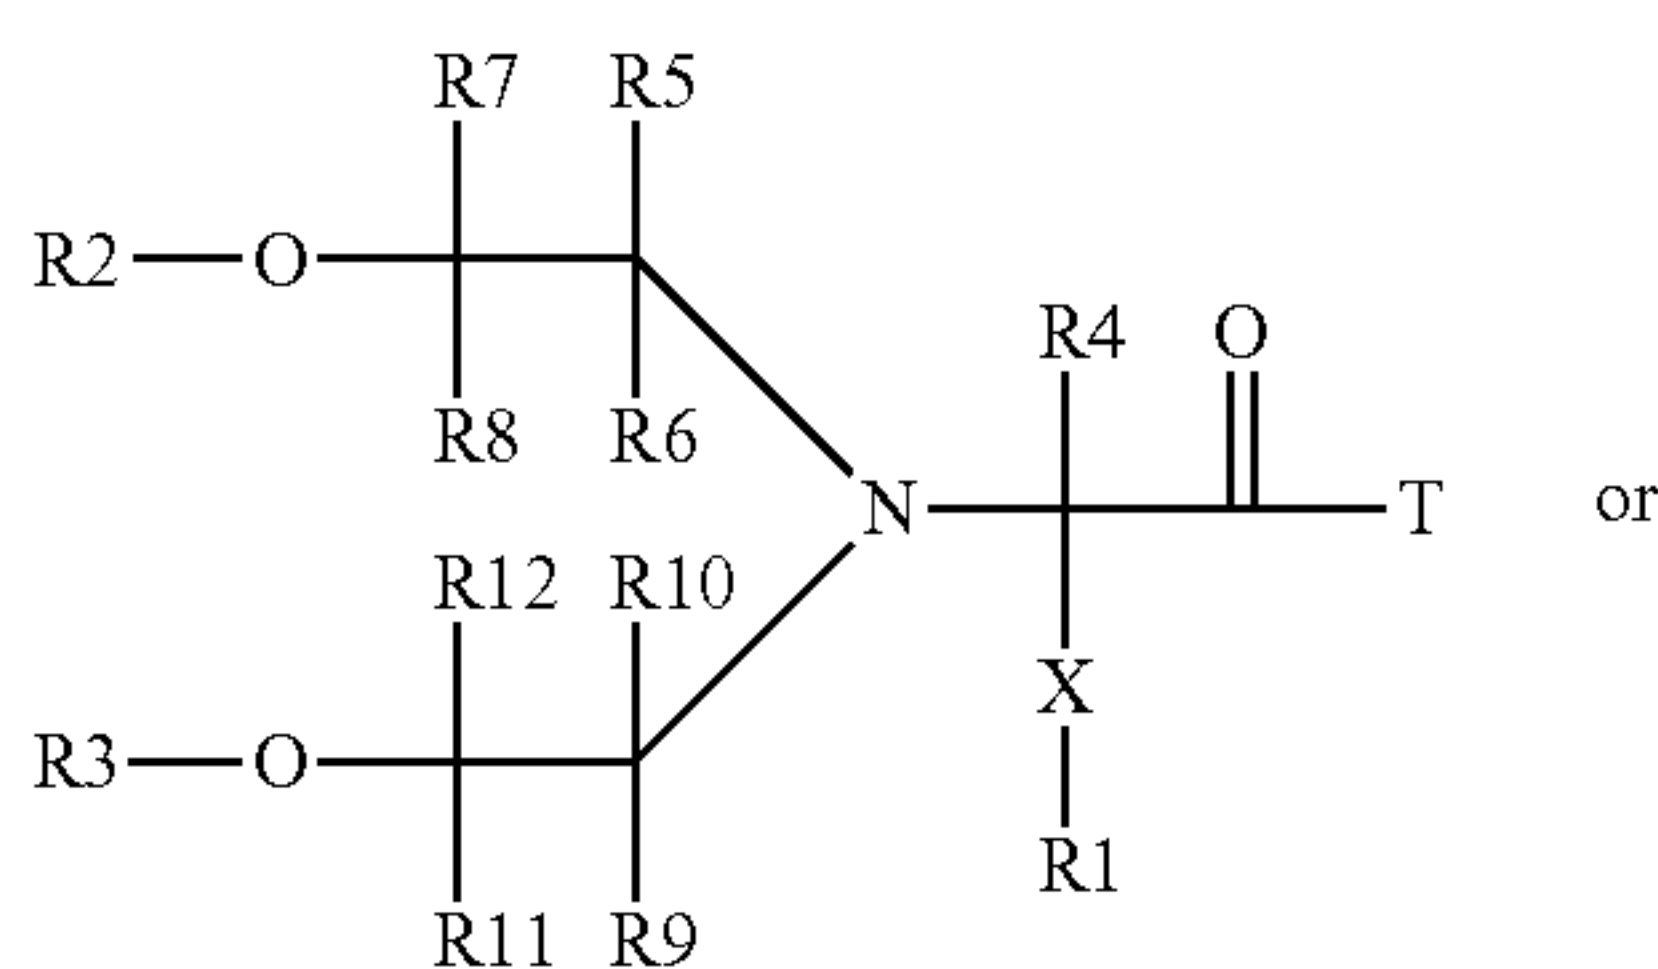 R7 R5
R2 O
R4 O
R8 R6
N T or
R12 R10
X
R3 O
R1
R11 R9